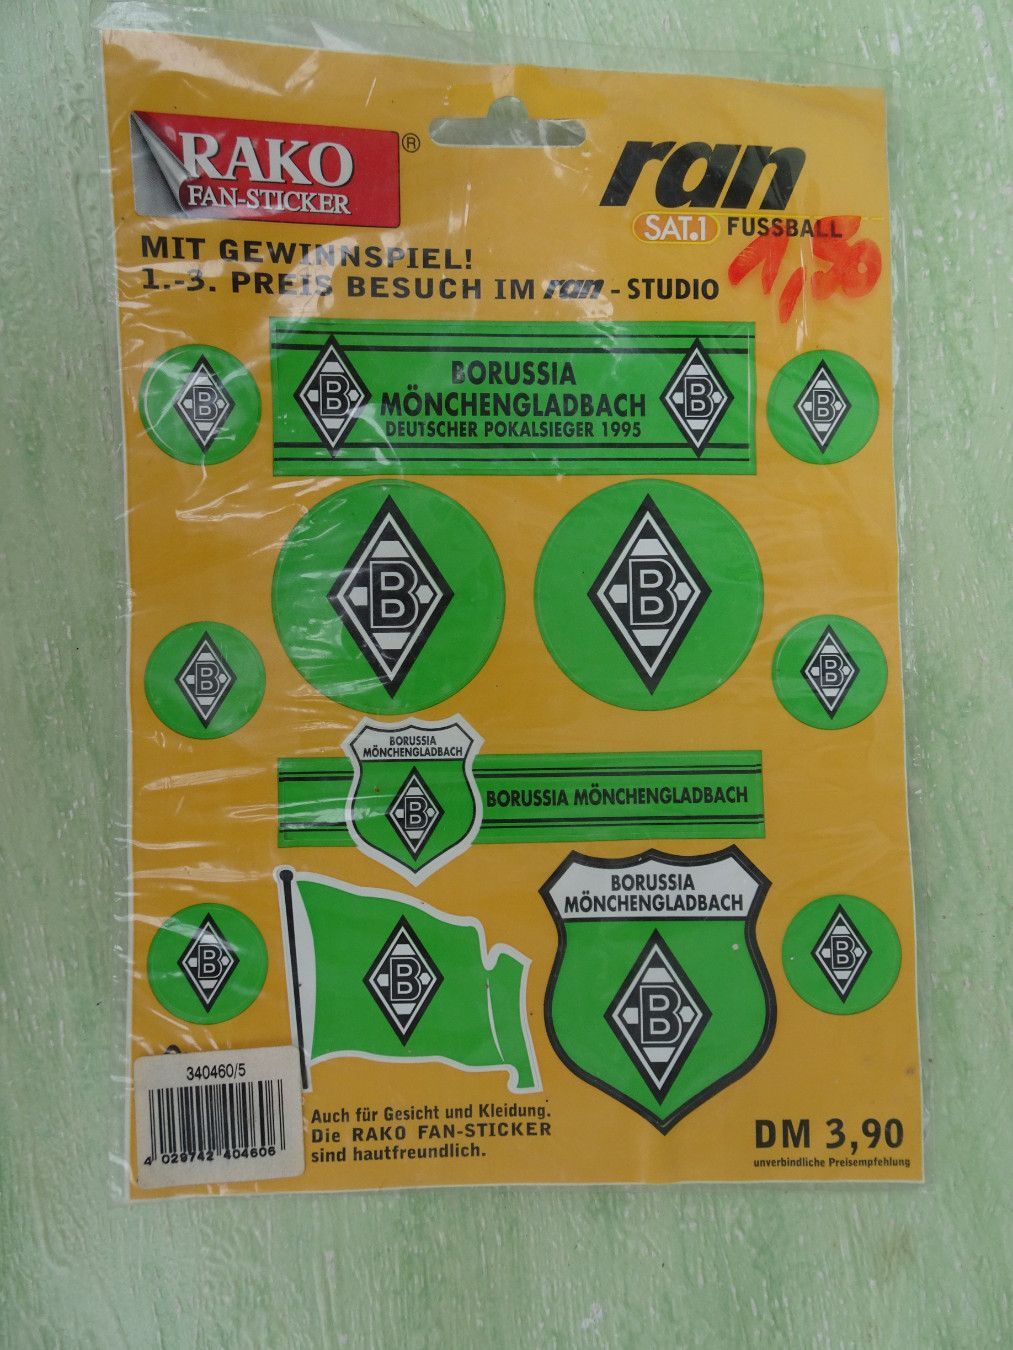 RAKO ®
FAN-STICKER
ran
SAT.1 FUSSBALL
1,50
MIT GEWINNSPIEL!
1.-3. PREIS BESUCH IM ran - STUDIO
B
B
BORUSSIA
MÖNCHENGLADBACH
DEUTSCHER POKALSIEGER 1995
B
B
B
B
B
B
BORUSSIA
MÖNCHENGLADBACH
B
BORUSSIA MÖNCHENGLADBACH
B
B
BORUSSIA
MÖNCHENGLADBACH
B
B
340460/5
4 029742 404606
Auch für Gesicht und Kleidung.
Die RAKO FAN-STICKER
sind hautfreundlich.
DM 3,90
unverbindliche Preisempfehlung